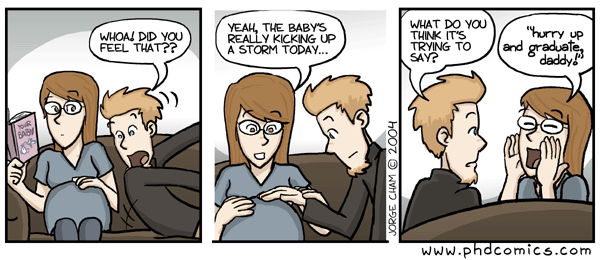 WHOA! DID YOU
FEEL THAT??
YOUR
BABY
YEAH, THE BABY'S
REALLY KICKING UP
A STORM TODAY...
JORGE CHAM © 2004
WHAT DO YOU
THINK IT'S
TRYING TO
SAY?
"hurry up
and graduate,
daddy!"
www.phdcomics.com